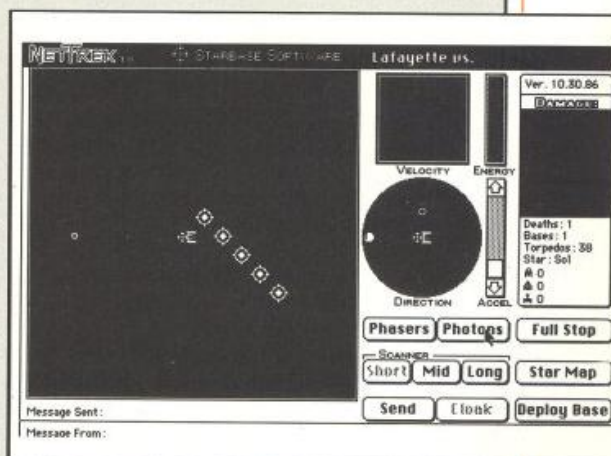 NETTREK TM STARBASE SOFTWARE Lafayette vs.
Ver. 10.30.86
DAMAGE:
VELOCITY ENERGY
Deaths: 1
Bases: 1
Torpedos: 38
Star: Sol
0
0
0
DIRECTION ACCEL
Phasers Photons Full Stop
SCANNER
Short Mid Long Star Map
Send Cloak Deploy Base
Message Sent:
Message From: